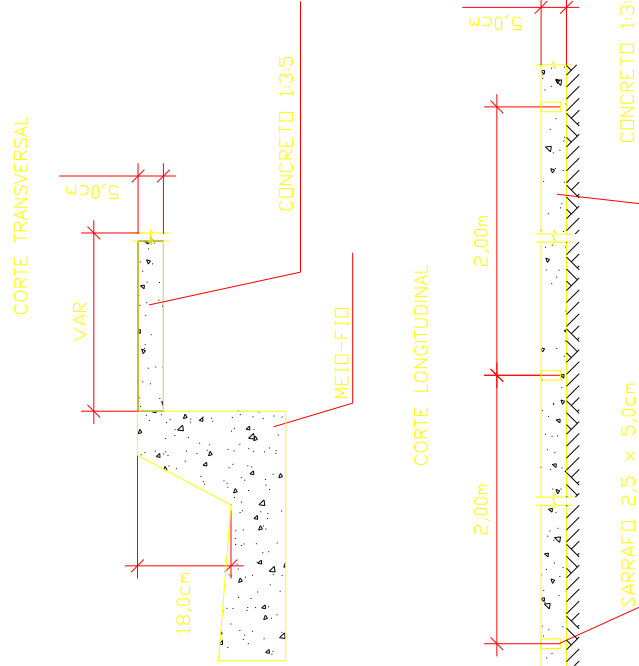 CORTE TRANSVERSAL
5,0cm
VAR
CONCRETO 1:3:5
MEIO-FIO
18,0cm
CORTE LONGITUDINAL
5,0cm
2,00m
2,00m
CONCRETO 1:3:
SARRAFO 2,5 x 5,0cm